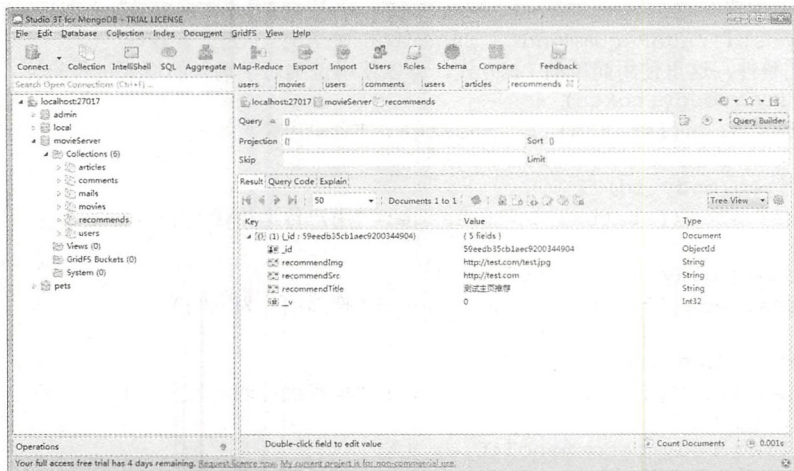 Studio 3T for MongoDB - TRIAL LICENSE
File Edit Database Collection Index Document GridFS View Help
Connect Collection IntelliShell SQL Aggregate Map-Reduce Export Import Users Roles Schema Compare Feedback
Search Open Connections (Ctrl+F) ...
users movies users comments users articles recommends
localhost:27017
admin
local
movieServer
Collections (6)
articles
comments
mails
movies
recommends
users
Views (0)
GridFS Buckets (0)
System (0)
pets
localhost:27017 movieServer recommends
Query {} Query Builder
Projection {} Sort {}
Skip Limit
Result Query Code Explain
50 Documents 1 to 1 Tree View
Key Value Type
(1) {_id : 59eedb35cb1aec9200344904} { 5 fields } Document
_id 59eedb35cb1aec9200344904 ObjectId
recommendImg http://test.com/test.jpg String
recommendSrc http://test.com String
recommendTitle 测试主页推荐 String
__v 0 Int32
Operations
Double-click field to edit value Count Documents 0.001s
Your full access free trial has 4 days remaining. Request licence now. My current project is for non-commercial use.